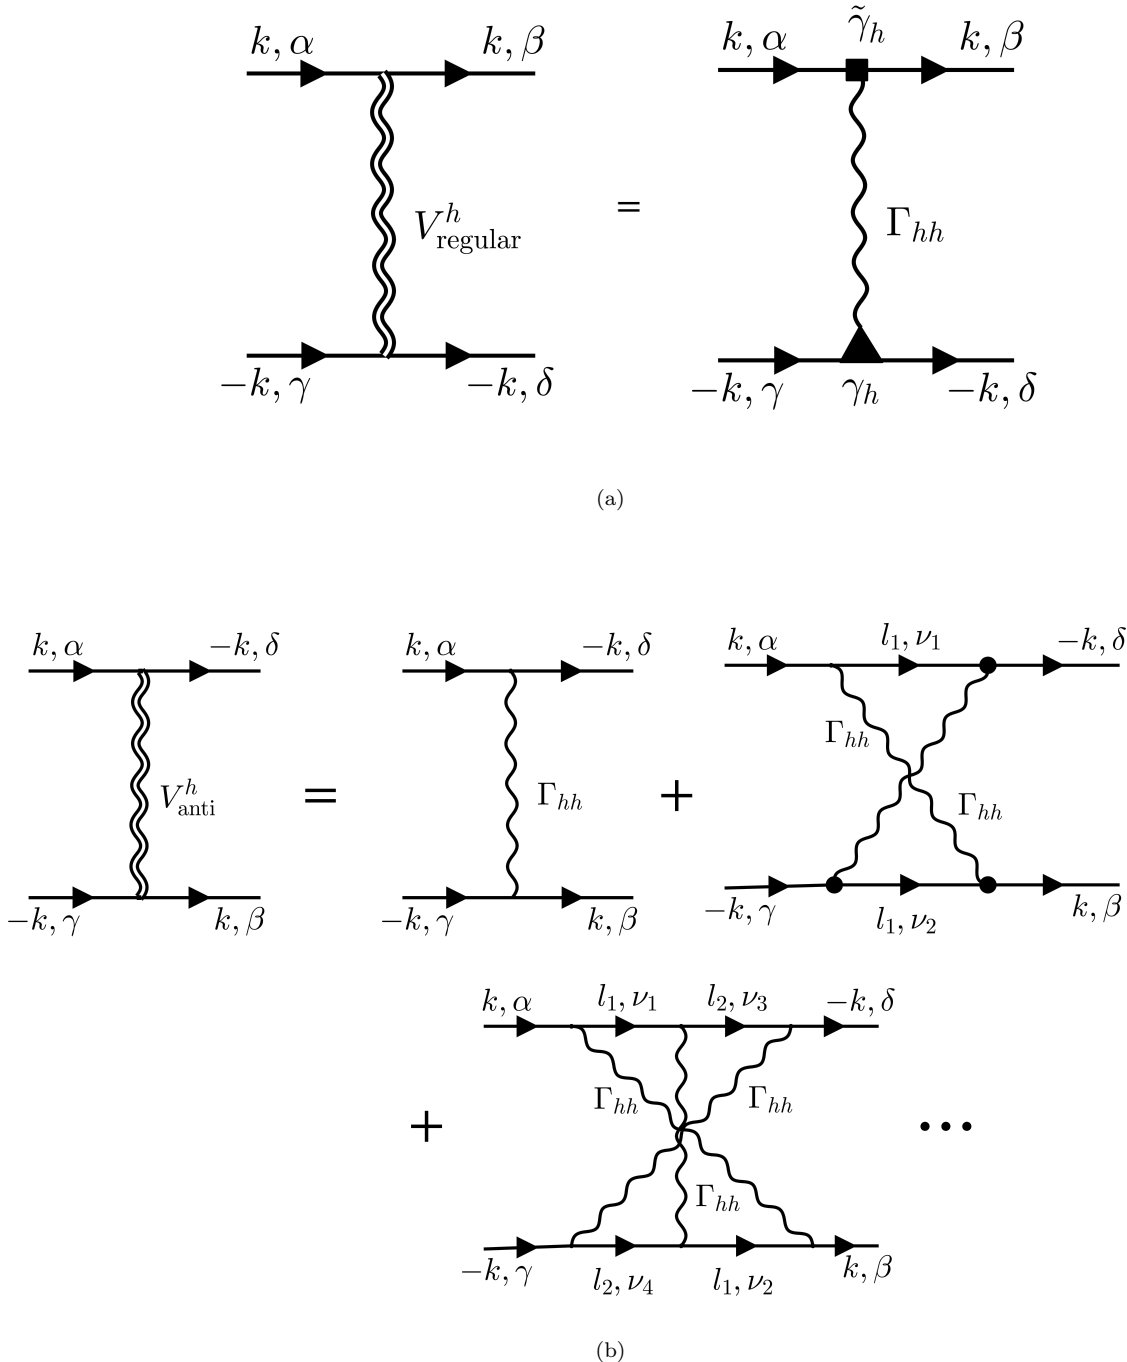 γ̃_h
k, α k, β k, α k, β
V^h_regular = Γ_hh
−k, γ −k, δ −k, γ γ_h −k, δ
(a)
k, α −k, δ k, α −k, δ k, α l_1, ν_1 −k, δ
Γ_hh
V^h_anti = Γ_hh + Γ_hh
−k, γ k, β −k, γ k, β −k, γ l_1, ν_2 k, β
k, α l_1, ν_1 l_2, ν_3 −k, δ
+ Γ_hh Γ_hh ...
Γ_hh
−k, γ l_2, ν_4 l_1, ν_2 k, β
(b)